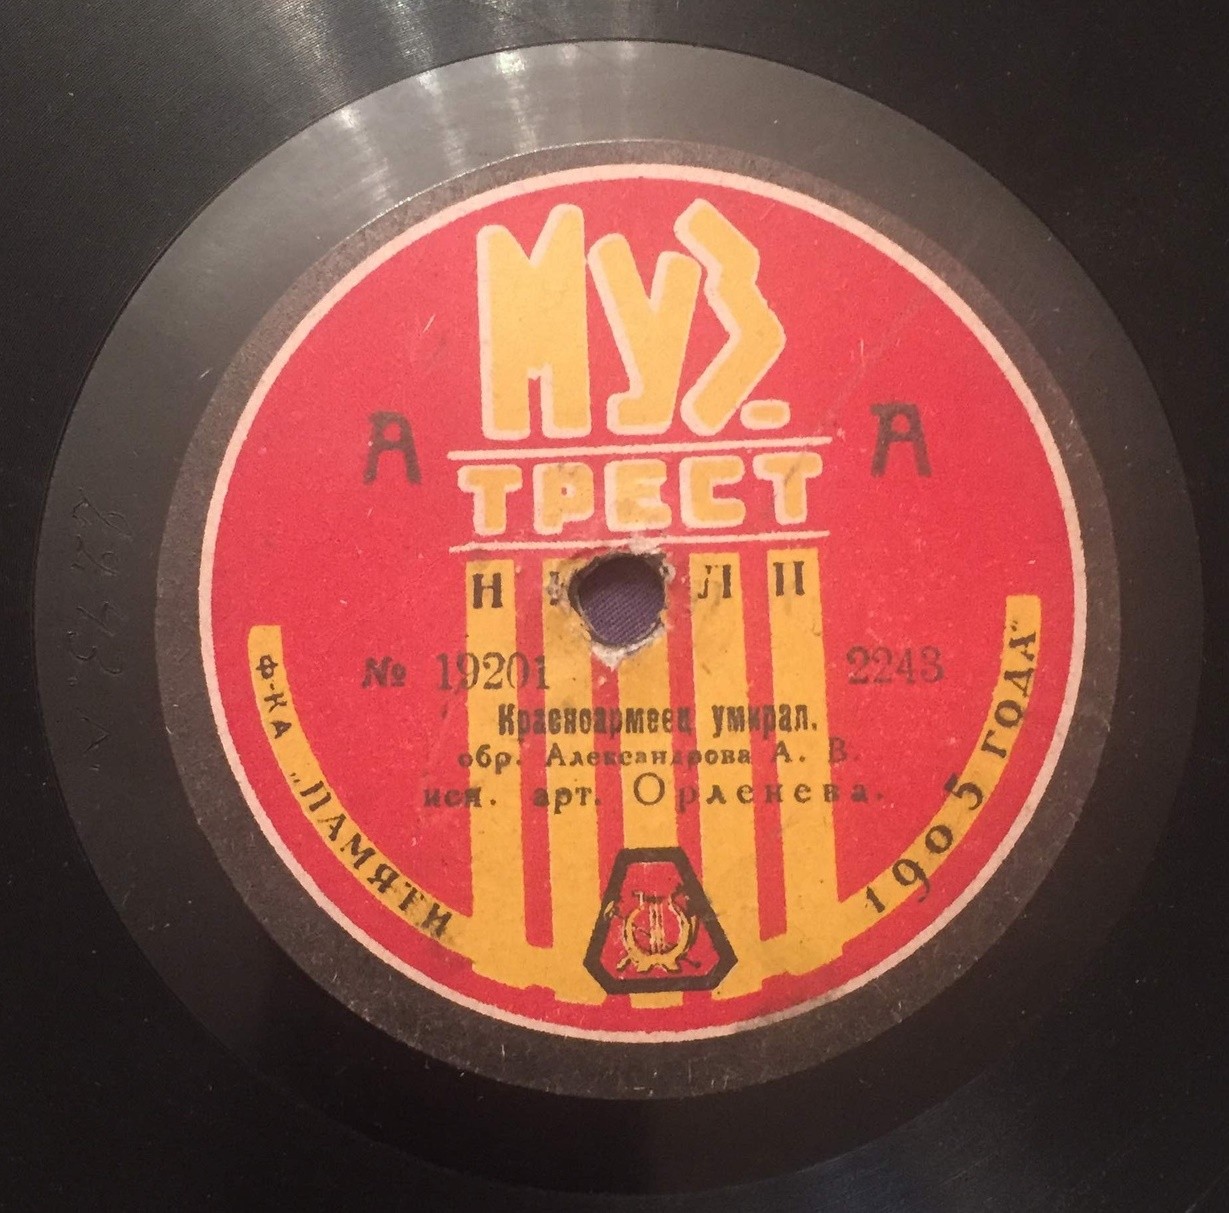 Муз.
ТРЕСТ
А А
№ 19201 2243
Красноармеец умирал.
обр. Александрова А. В.
исп. арт. Орленева.
Ф-КА „ПАМЯТИ 1905 ГОДА"